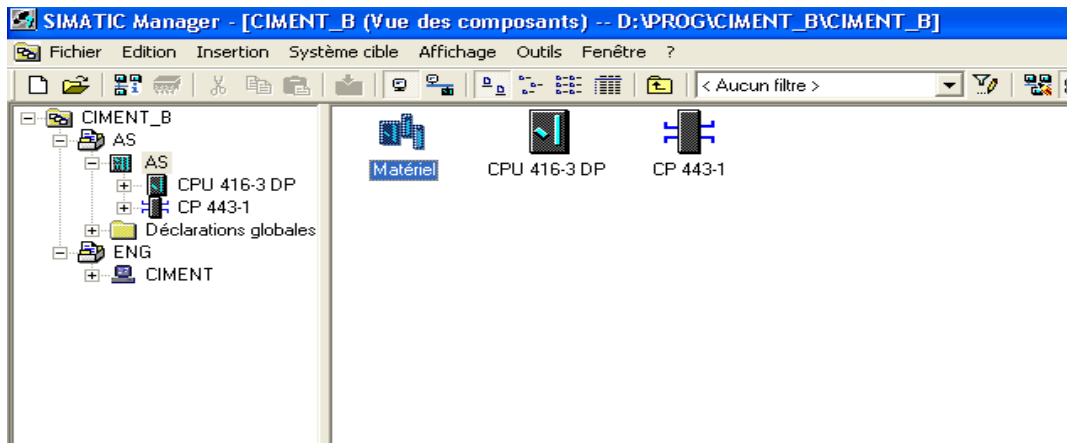 SIMATIC Manager - [CIMENT_B (Vue des composants) -- D:\PROG\CIMENT_B\CIMENT_B]
Fichier Edition Insertion Système cible Affichage Outils Fenêtre ?
< Aucun filtre >
CIMENT_B
AS
AS
CPU 416-3 DP
CP 443-1
Déclarations globales
ENG
CIMENT
Matériel CPU 416-3 DP CP 443-1